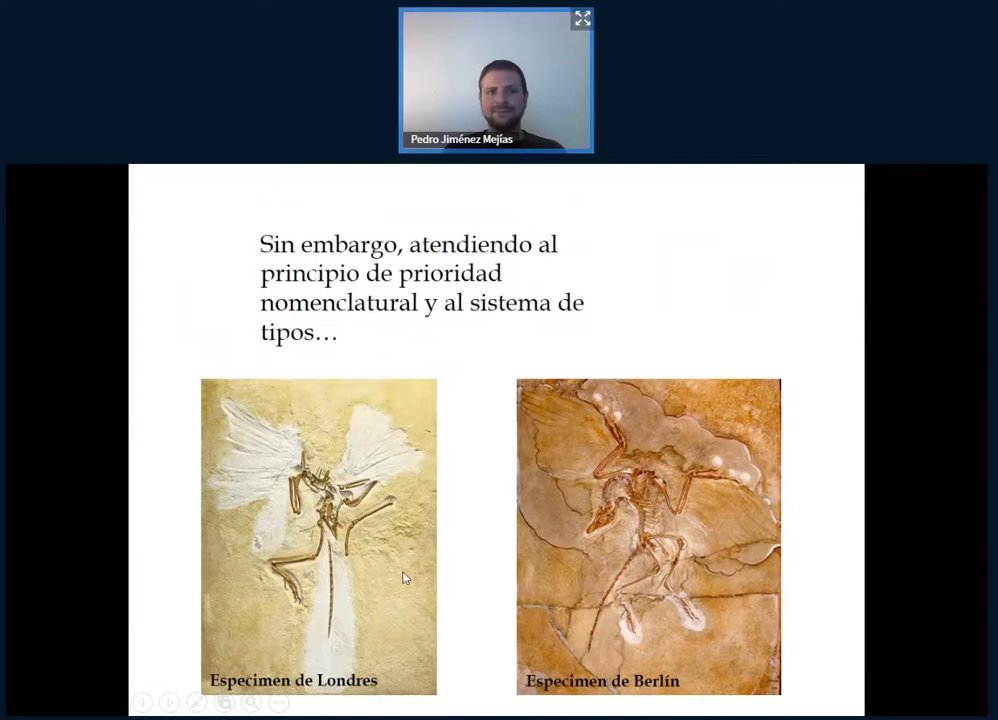 Pedro Jiménez Mejías
Sin embargo, atendiendo al
principio de prioridad
nomenclatural y al sistema de
tipos…
Especimen de Londres
Especimen de Berlín